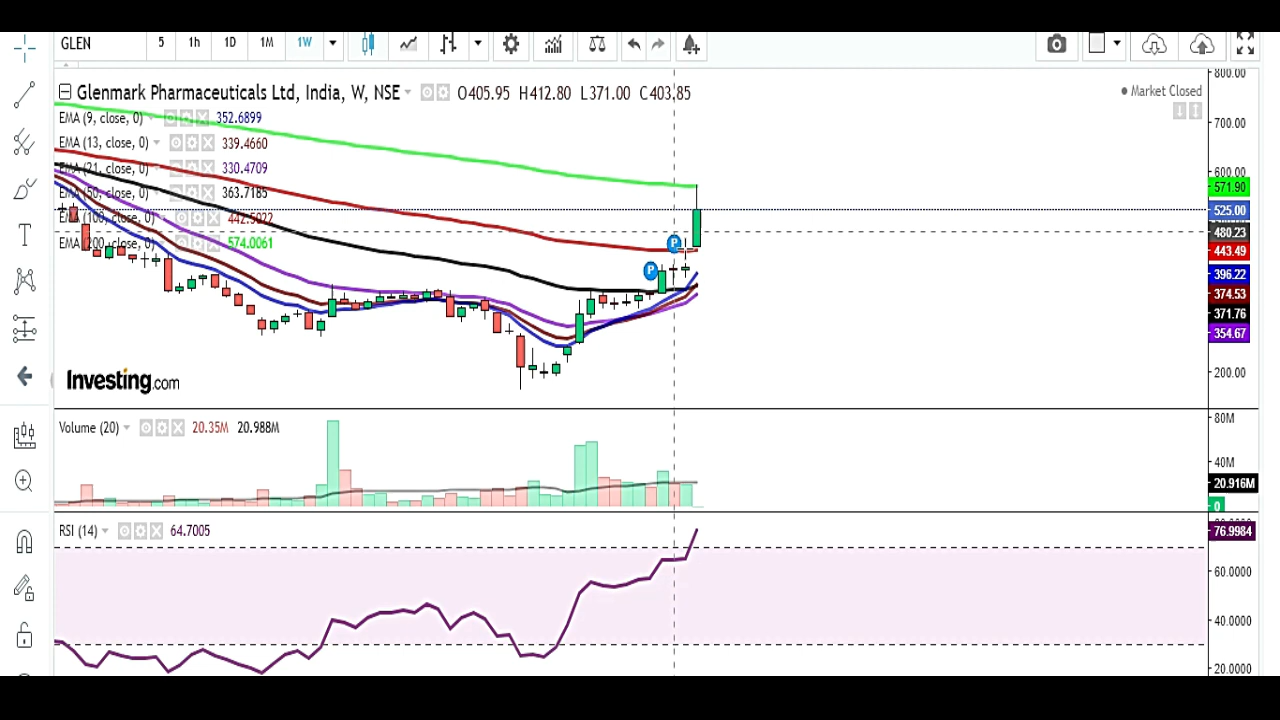 GLEN 5 1h 1D 1M 1W
Glenmark Pharmaceuticals Ltd, India, W, NSE O405.95 H412.80 L371.00 C403.85
Market Closed
EMA (9, close, 0) 352.6899
EMA (13, close, 0) 339.4660
EMA (21, close, 0) 330.4709
EMA (50, close, 0) 363.7185
EMA (100, close, 0) 442.5022
EMA (200, close, 0) 574.0061
800.00
700.00
600.00
571.90
525.00
480.23
443.49
396.22
374.53
371.76
354.67
200.00
P
P
Investing.com
Volume (20) 20.35M 20.988M
80M
40M
20.916M
0
RSI (14) 64.7005
76.9984
60.0000
40.0000
20.0000
T